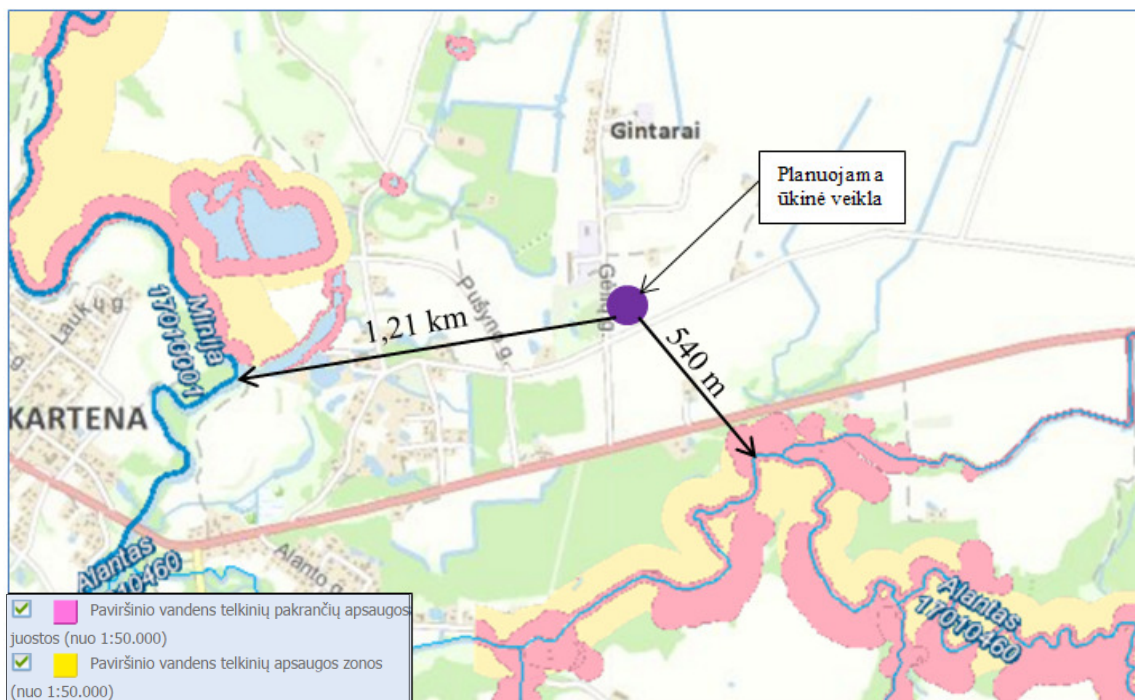 Gintarai
Planuojama
ūkinė veikla
Gėlių g.
Pušyno g.
1,21 km
540 m
Laukų g.
Minija
17010001
g.
KARTENA
Alantas
Alanto g.
10460
Alantas
17010460
Paviršinio vandens telkinių pakrančių apsaugos
juostos (nuo 1:50.000)
Paviršinio vandens telkinių apsaugos zonos
(nuo 1:50.000)